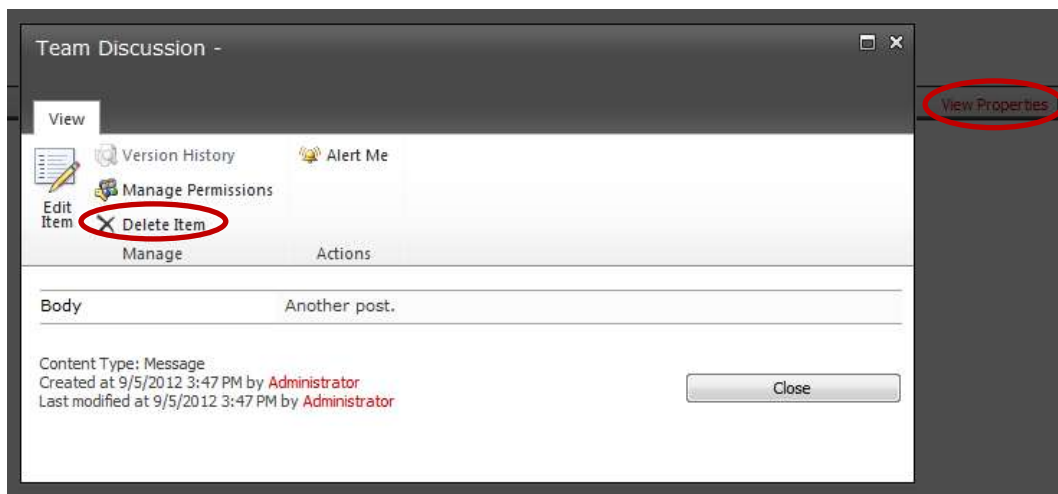 Team Discussion -
View Properties
View
Version History
Alert Me
Manage Permissions
Edit
Item
Delete Item
Manage
Actions
Body
Another post.
Content Type: Message
Created at 9/5/2012 3:47 PM by Administrator
Last modified at 9/5/2012 3:47 PM by Administrator
Close